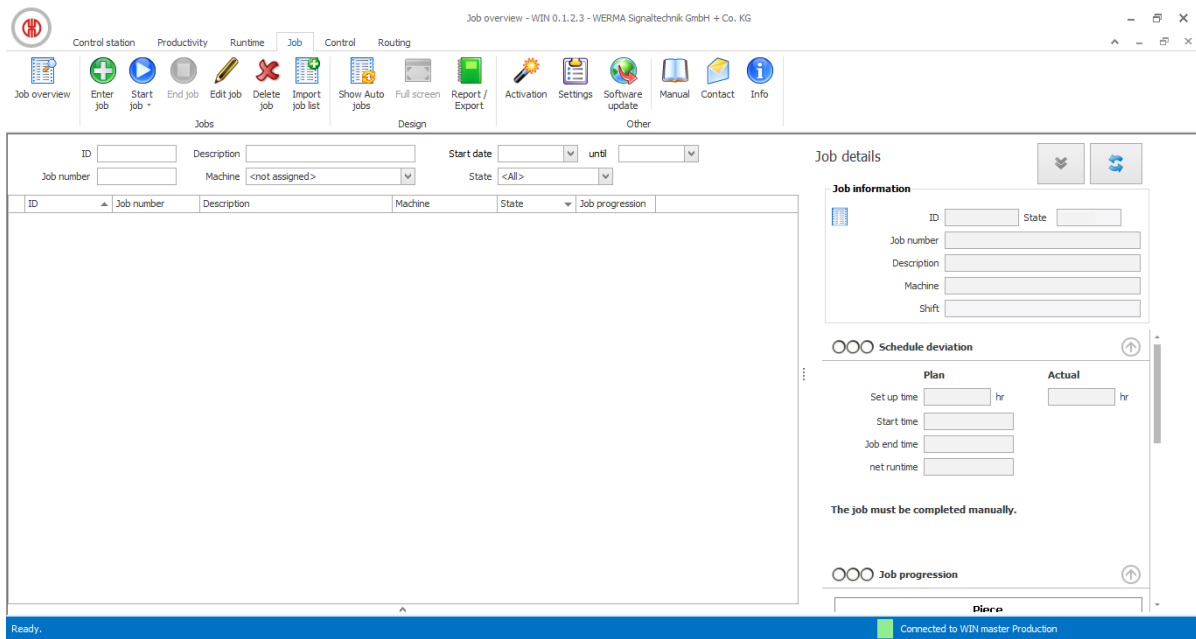 Job overview - WIN 0.1.2.3 - WERMA Signaltechnik GmbH + Co. KG
Control station Productivity Runtime Job Control Routing
Job overview Enter job Start job End job Edit job Delete job Import job list Show Auto jobs Full screen Report / Export Activation Settings Software update Manual Contact Info
Jobs Design Other
ID Description Start date until
Job number Machine <not assigned> State <All>
ID Job number Description Machine State Job progression
Job details
Job information
ID State
Job number
Description
Machine
Shift
Schedule deviation
Plan Actual
Set up time hr hr
Start time
Job end time
net runtime
The job must be completed manually.
Job progression
Piece
Ready. Connected to WIN master Production